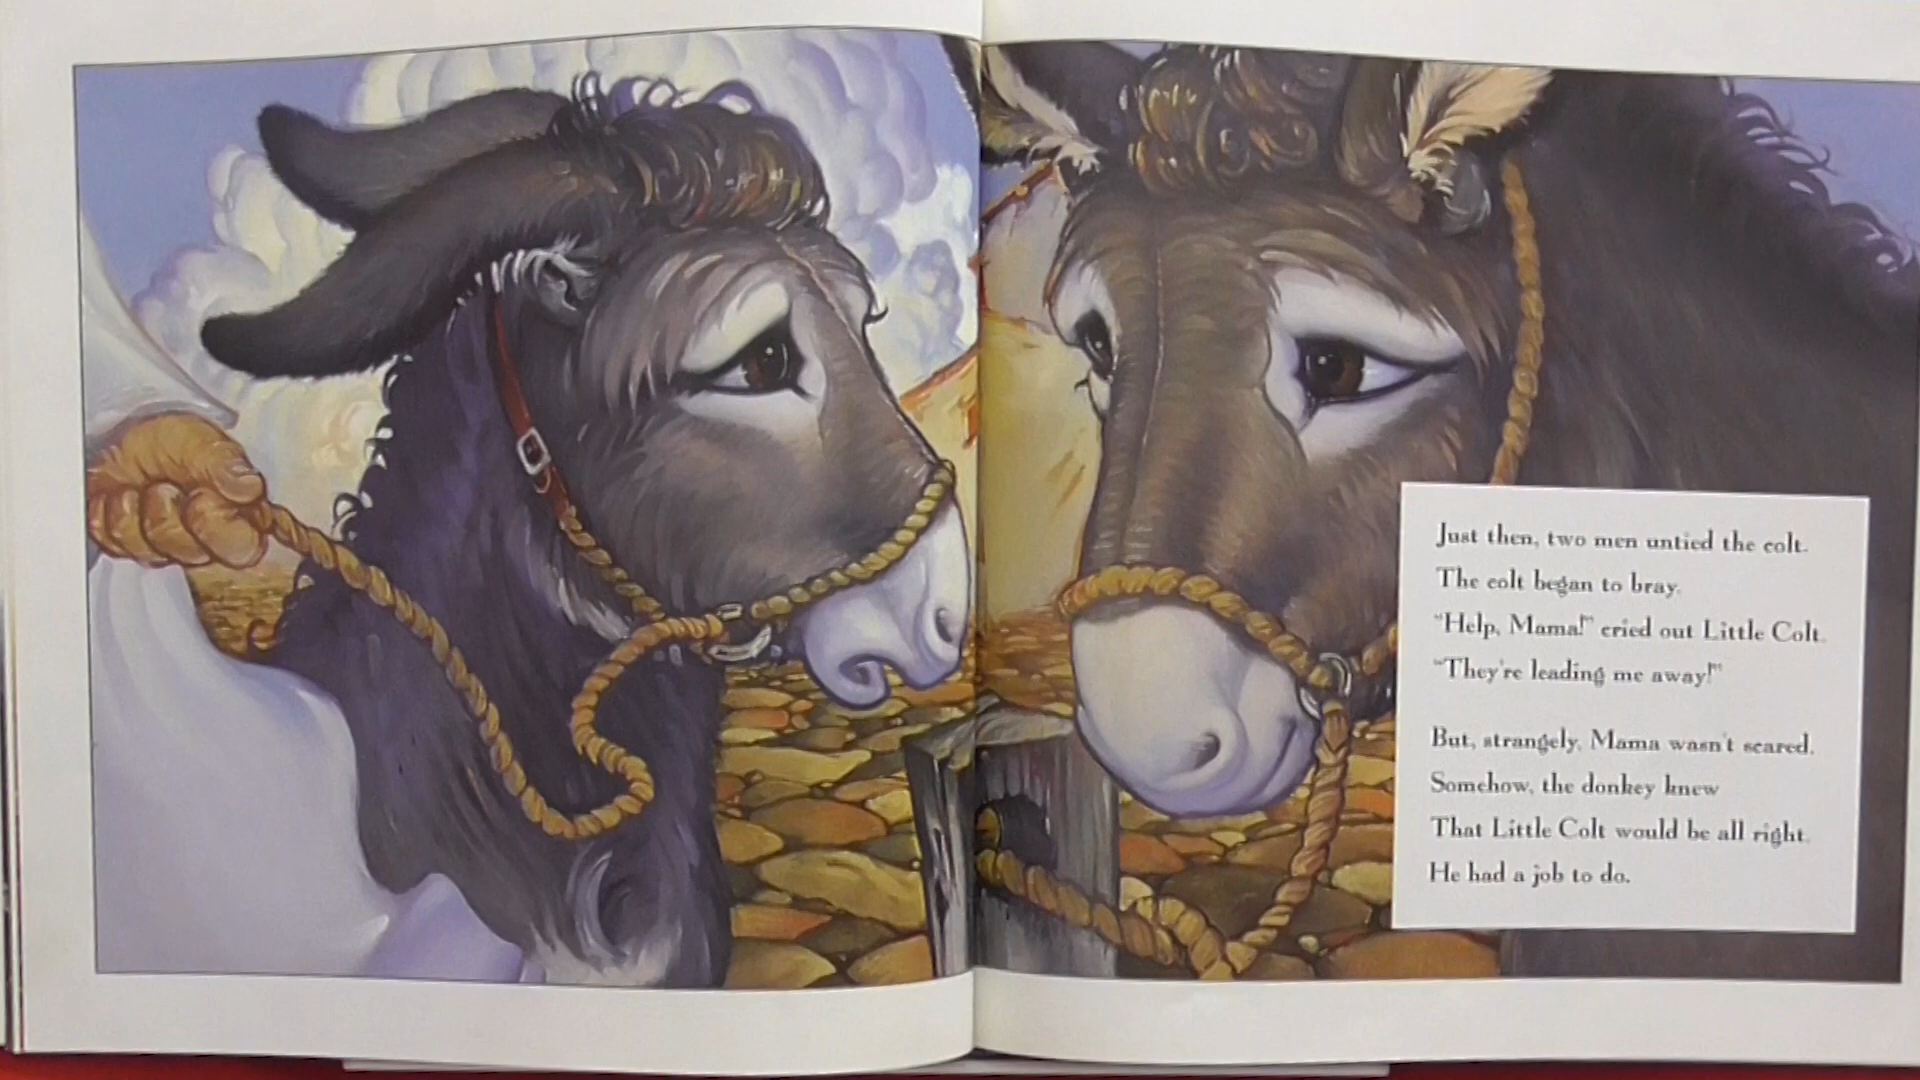 Just then, two men untied the colt.
The colt began to bray.
"Help, Mama!" cried out Little Colt.
"They're leading me away!"
But, strangely, Mama wasn't scared.
Somehow, the donkey knew
That Little Colt would be all right.
He had a job to do.